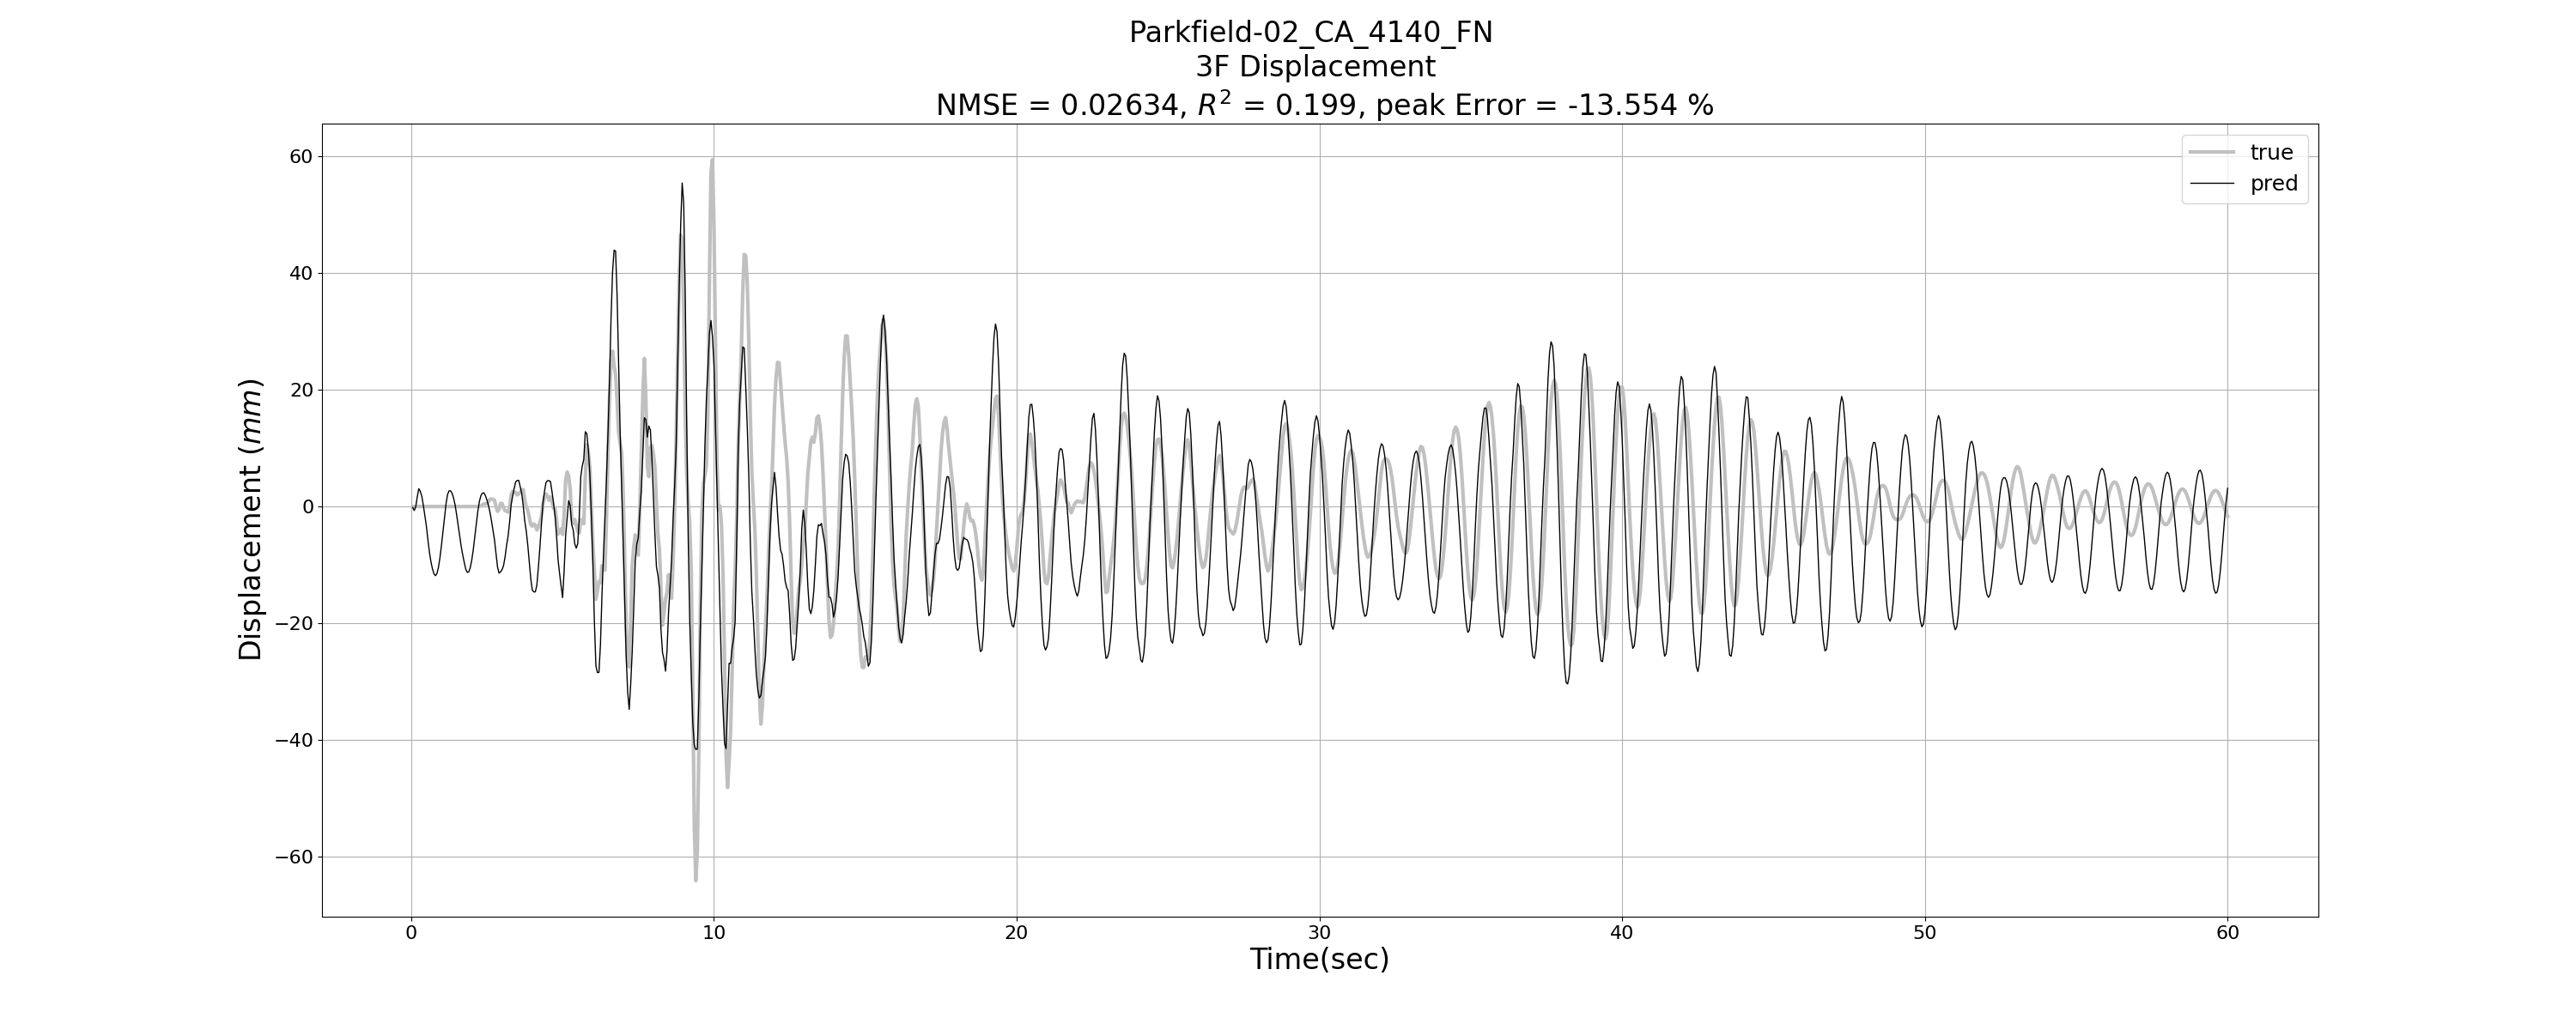 Parkfield-02_CA_4140_FN
3F Displacement
NMSE = 0.02634, R² = 0.199, peak Error = -13.554 %
true
pred
60
40
20
0
−20
−40
−60
Displacement (mm)
0 10 20 30 40 50 60
Time(sec)